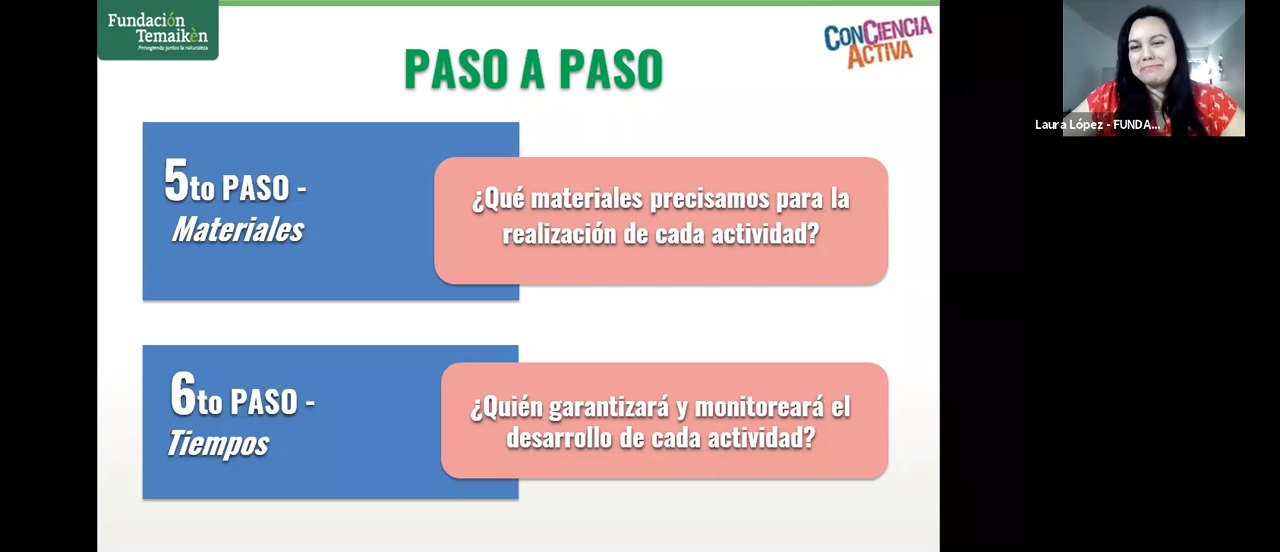 Fundación
Temaikèn
Protegiendo juntos la naturaleza
CONCIENCIA
ACTIVA
PASO A PASO
5to PASO -
Materiales
¿Qué materiales precisamos para la
realización de cada actividad?
6to PASO -
Tiempos
¿Quién garantizará y monitoreará el
desarrollo de cada actividad?
Laura López - FUNDA...